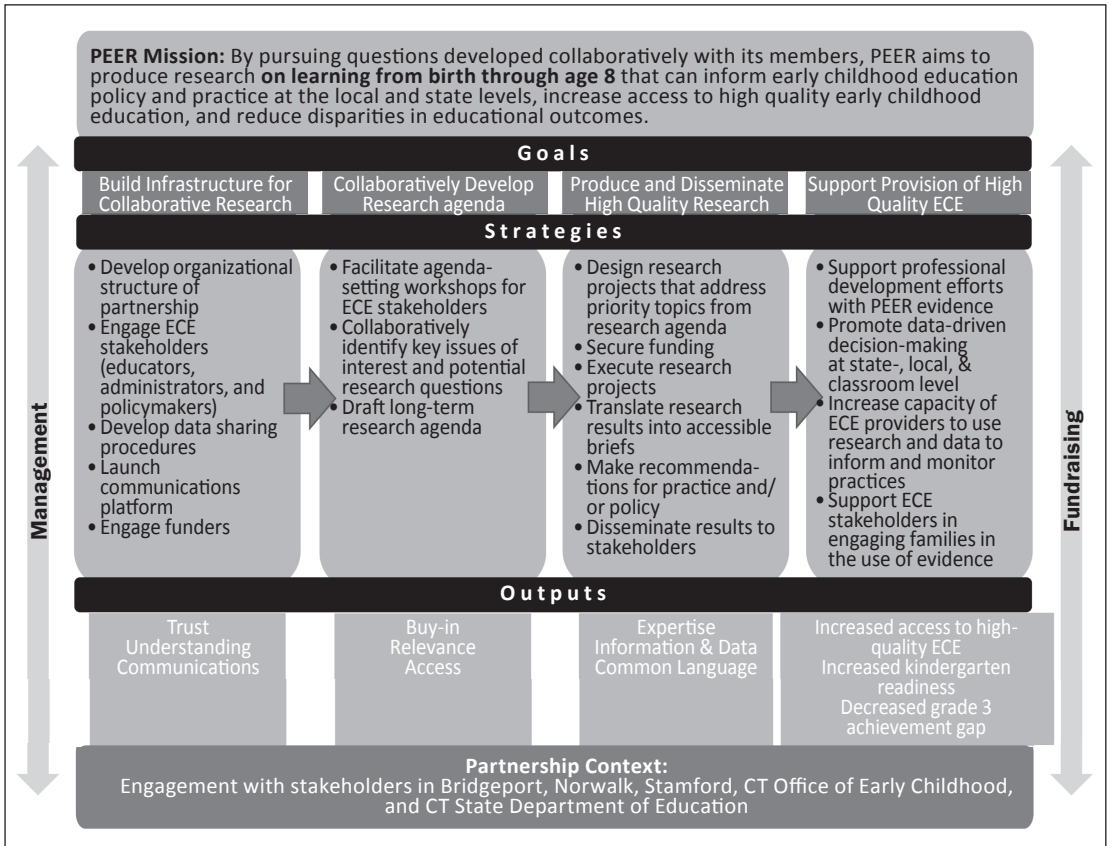 PEER Mission: By pursuing questions developed collaboratively with its members, PEER aims to
produce research on learning from birth through age 8 that can inform early childhood education
policy and practice at the local and state levels, increase access to high quality early childhood
education, and reduce disparities in educational outcomes.
Goals
Build Infrastructure for
Collaborative Research
Collaboratively Develop
Research agenda
Produce and Disseminate
High Quality Research
Support Provision of High
Quality ECE
Strategies
• Develop organizational
structure of
partnership
• Engage ECE
stakeholders
(educators,
administrators, and
policymakers)
• Develop data sharing
procedures
• Launch
communications
platform
• Engage funders
• Facilitate agenda-
setting workshops for
ECE stakeholders
• Collaboratively
identify key issues of
interest and potential
research questions
• Draft long-term
research agenda
• Design research
projects that address
priority topics from
research agenda
• Secure funding
• Execute research
projects
• Translate research
results into accessible
briefs
• Make recommenda-
tions for practice and/
or policy
• Disseminate results to
stakeholders
• Support professional
development efforts
with PEER evidence
• Promote data-driven
decision-making
at state-, local, &
classroom level
• Increase capacity of
ECE providers to use
research and data to
inform and monitor
practices
• Support ECE
stakeholders in
engaging families in
the use of evidence
Outputs
Trust
Understanding
Communications
Buy-in
Relevance
Access
Expertise
Information & Data
Common Language
Increased access to high-
quality ECE
Increased kindergarten
readiness
Decreased grade 3
achievement gap
Partnership Context:
Engagement with stakeholders in Bridgeport, Norwalk, Stamford, CT Office of Early Childhood,
and CT State Department of Education
Management
Fundraising